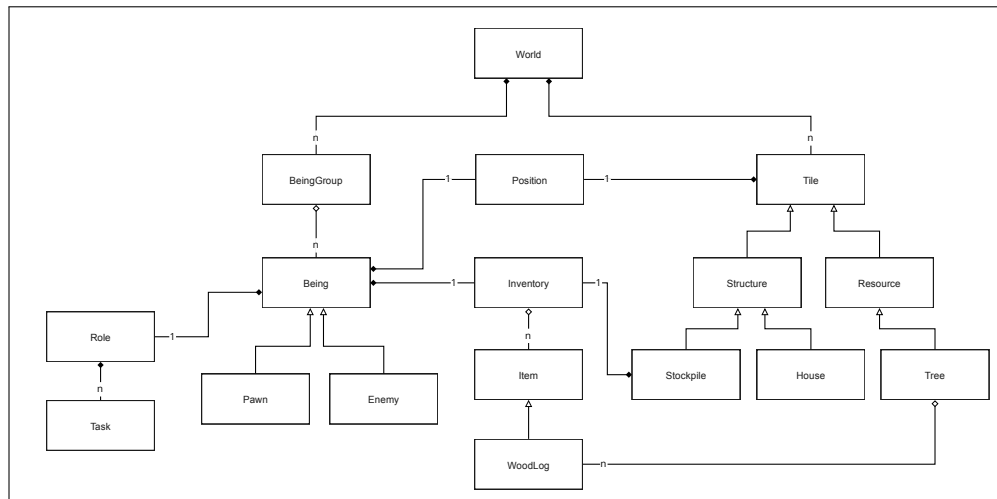 World
n
n
BeingGroup
1
Position
1
Tile
n
Being
1
Inventory
1
Structure
Resource
Role
1
n
n
Item
Stockpile
House
Tree
Pawn
Enemy
Task
WoodLog
n